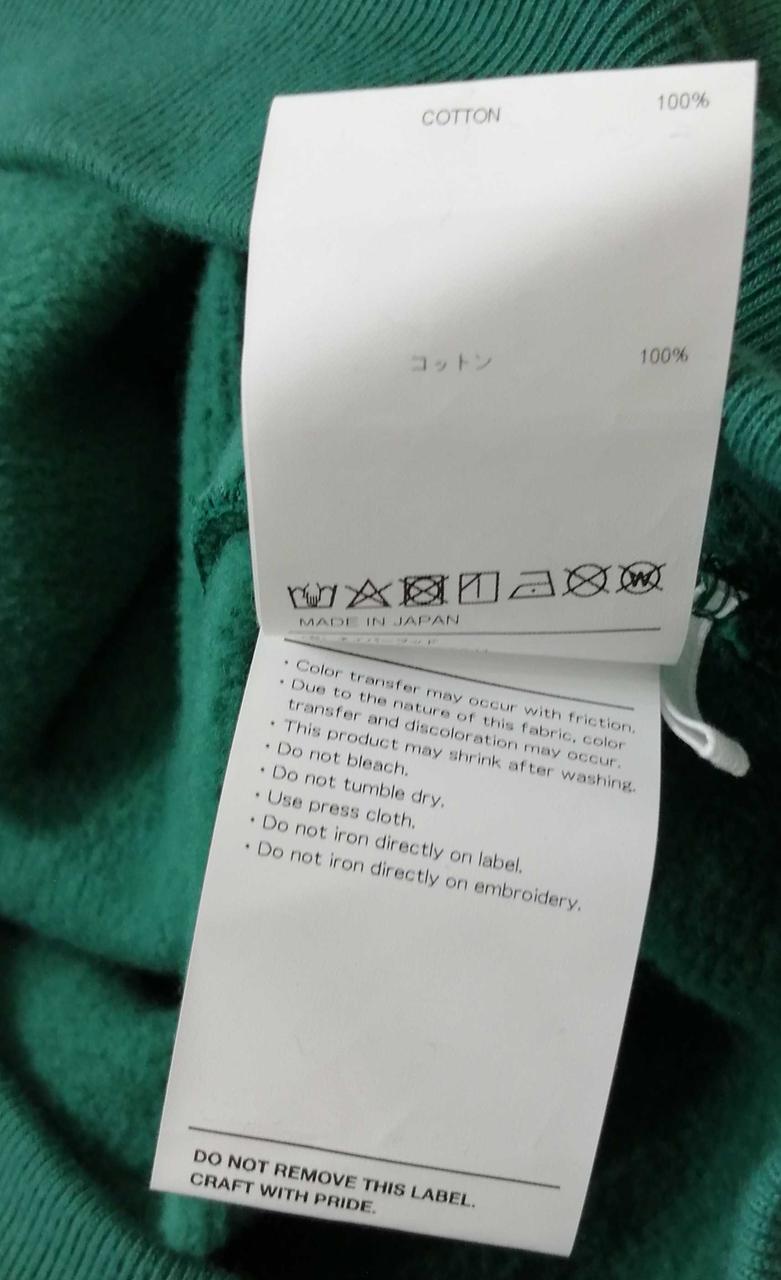 COTTON 100%
コットン 100%
MADE IN JAPAN
・Color transfer may occur with friction.
・Due to the nature of this fabric, color
transfer and discoloration may occur.
・This product may shrink after washing.
・Do not bleach.
・Do not tumble dry.
・Use press cloth.
・Do not iron directly on label.
・Do not iron directly on embroidery.
DO NOT REMOVE THIS LABEL.
CRAFT WITH PRIDE.